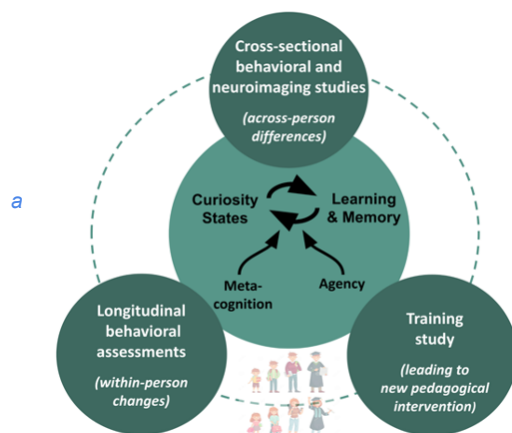 Cross-sectional
behavioral and
neuroimaging studies
(across-person
differences)
a
Curiosity
States
Learning
& Memory
Meta-
cognition
Agency
Longitudinal
behavioral
assessments
(within-person
changes)
Training
study
(leading to
new pedagogical
intervention)